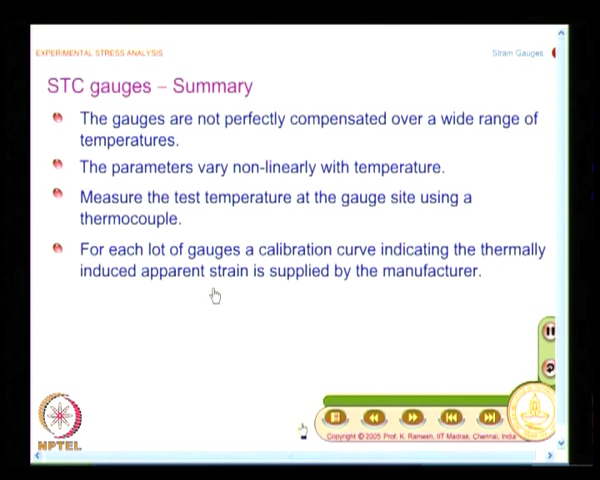 EXPERIMENTAL STRESS ANALYSIS
Strain Gauges
STC gauges – Summary
The gauges are not perfectly compensated over a wide range of
temperatures.
The parameters vary non-linearly with temperature.
Measure the test temperature at the gauge site using a
thermocouple.
For each lot of gauges a calibration curve indicating the thermally
induced apparent strain is supplied by the manufacturer.
NPTEL
Copyright © 2005 Prof. K. Ramesh, IIT Madras, Chennai, India